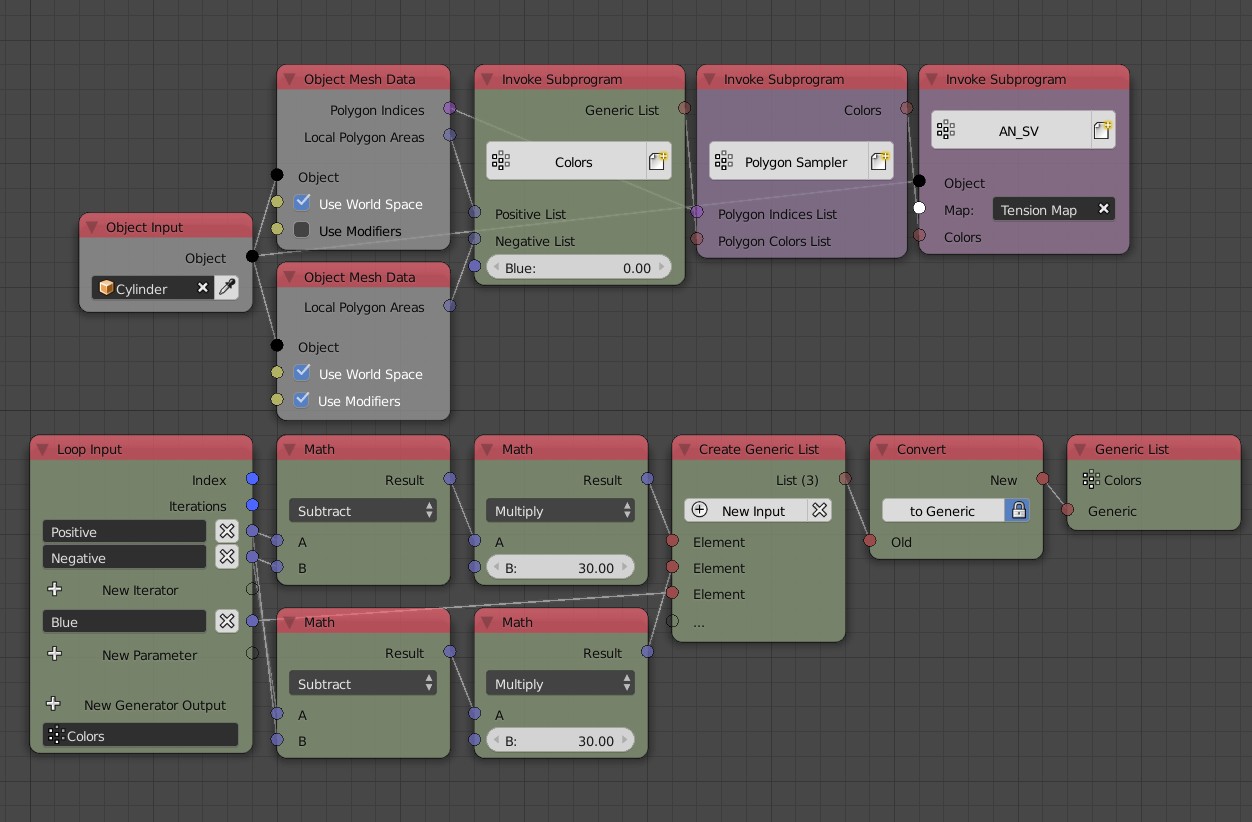 Object Input
Object
Cylinder
Object Mesh Data
Polygon Indices
Local Polygon Areas
Object
Use World Space
Use Modifiers
Object Mesh Data
Local Polygon Areas
Object
Use World Space
Use Modifiers
Invoke Subprogram
Generic List
Colors
Positive List
Negative List
Blue: 0.00
Invoke Subprogram
Colors
Polygon Sampler
Polygon Indices List
Polygon Colors List
Invoke Subprogram
AN_SV
Object
Map: Tension Map
Colors
Loop Input
Index
Iterations
Positive
Negative
New Iterator
Blue
New Parameter
New Generator Output
Colors
Math
Result
Subtract
A
B
Math
Result
Multiply
A
B: 30.00
Math
Result
Subtract
A
B
Math
Result
Multiply
A
B: 30.00
Create Generic List
List (3)
New Input
Element
Element
Element
...
Convert
New
to Generic
Old
Generic List
Colors
Generic